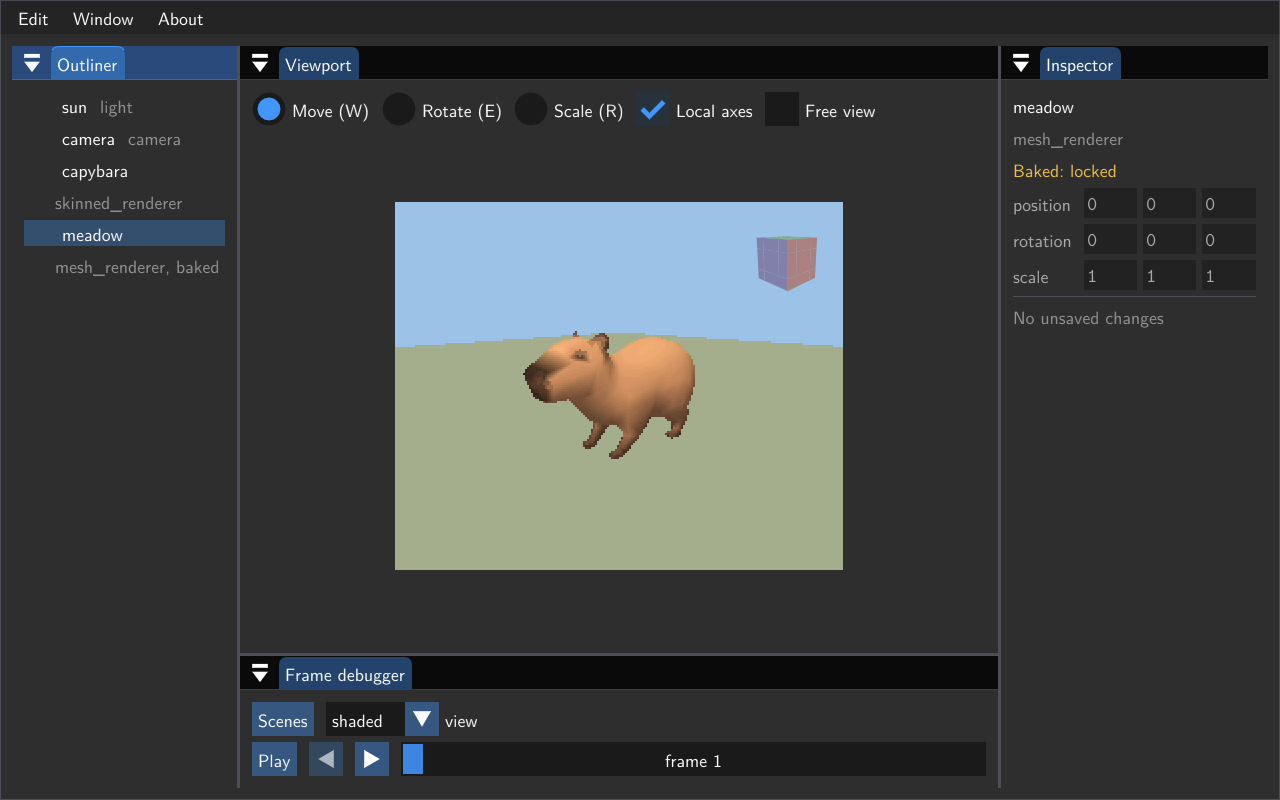 Edit Window About
Outliner
sun light
camera camera
capybara
skinned_renderer
meadow
mesh_renderer, baked
Viewport
Move (W) Rotate (E) Scale (R) Local axes Free view
Frame debugger
Scenes shaded view
Play frame 1
Inspector
meadow
mesh_renderer
Baked: locked
position 0 0 0
rotation 0 0 0
scale 1 1 1
No unsaved changes